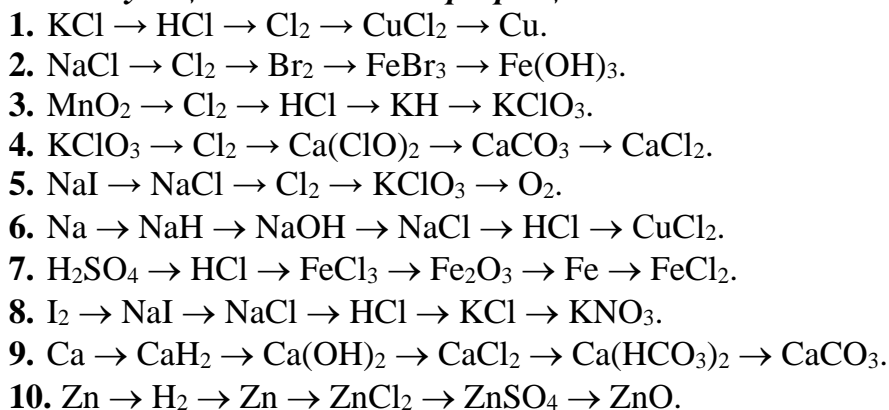 1. KCl → HCl → Cl₂ → CuCl₂ → Cu.
2. NaCl → Cl₂ → Br₂ → FeBr₃ → Fe(OH)₃.
3. MnO₂ → Cl₂ → HCl → KH → KClO₃.
4. KClO₃ → Cl₂ → Ca(ClO)₂ → CaCO₃ → CaCl₂.
5. NaI → NaCl → Cl₂ → KClO₃ → O₂.
6. Na → NaH → NaOH → NaCl → HCl → CuCl₂.
7. H₂SO₄ → HCl → FeCl₃ → Fe₂O₃ → Fe → FeCl₂.
8. I₂ → NaI → NaCl → HCl → KCl → KNO₃.
9. Ca → CaH₂ → Ca(OH)₂ → CaCl₂ → Ca(HCO₃)₂ → CaCO₃.
10. Zn → H₂ → Zn → ZnCl₂ → ZnSO₄ → ZnO.